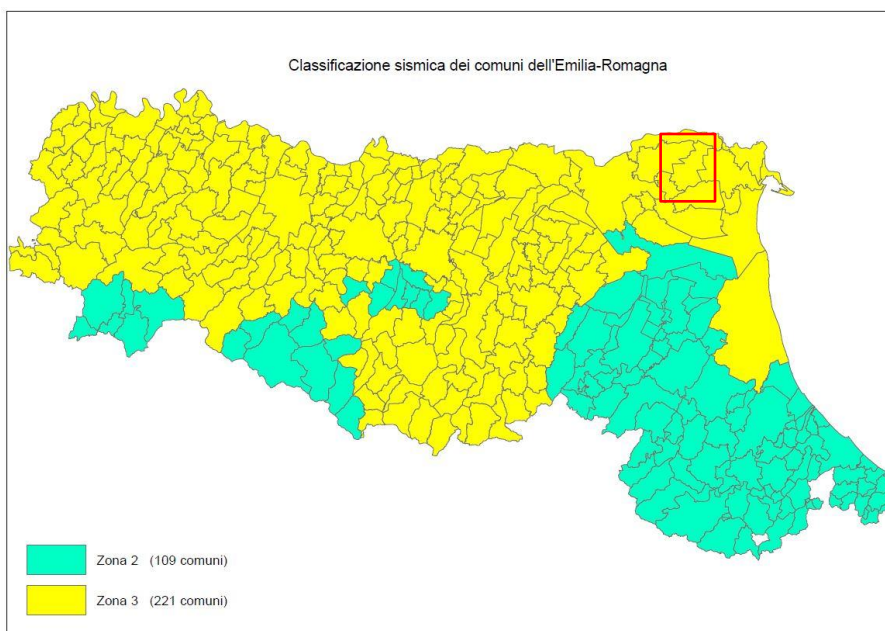 Classificazione sismica dei comuni dell'Emilia-Romagna
Zona 2 (109 comuni)
Zona 3 (221 comuni)